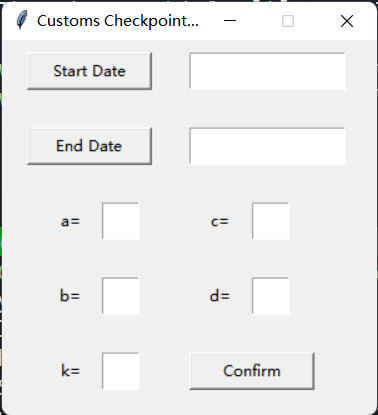 Customs Checkpoint...
Start Date
End Date
a= c=
b= d=
k= Confirm